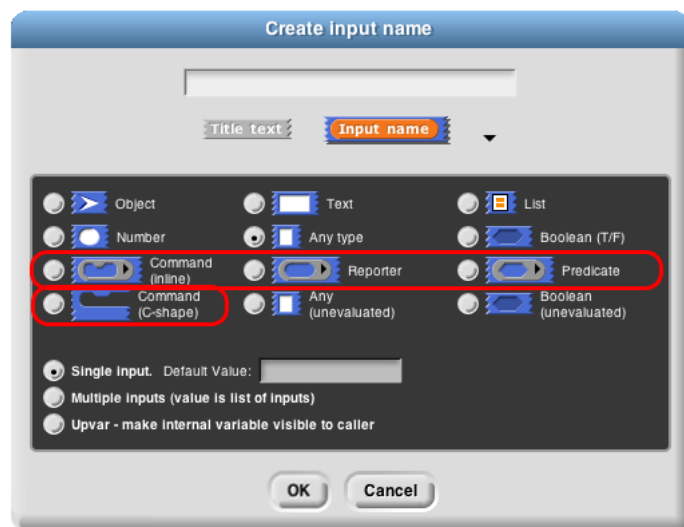 Create input name
Title text Input name
Object Text List
Number Any type Boolean (T/F)
Command (inline) Reporter Predicate
Command (C-shape) Any (unevaluated) Boolean (unevaluated)
Single input. Default Value:
Multiple inputs (value is list of inputs)
Upvar - make internal variable visible to caller
OK Cancel